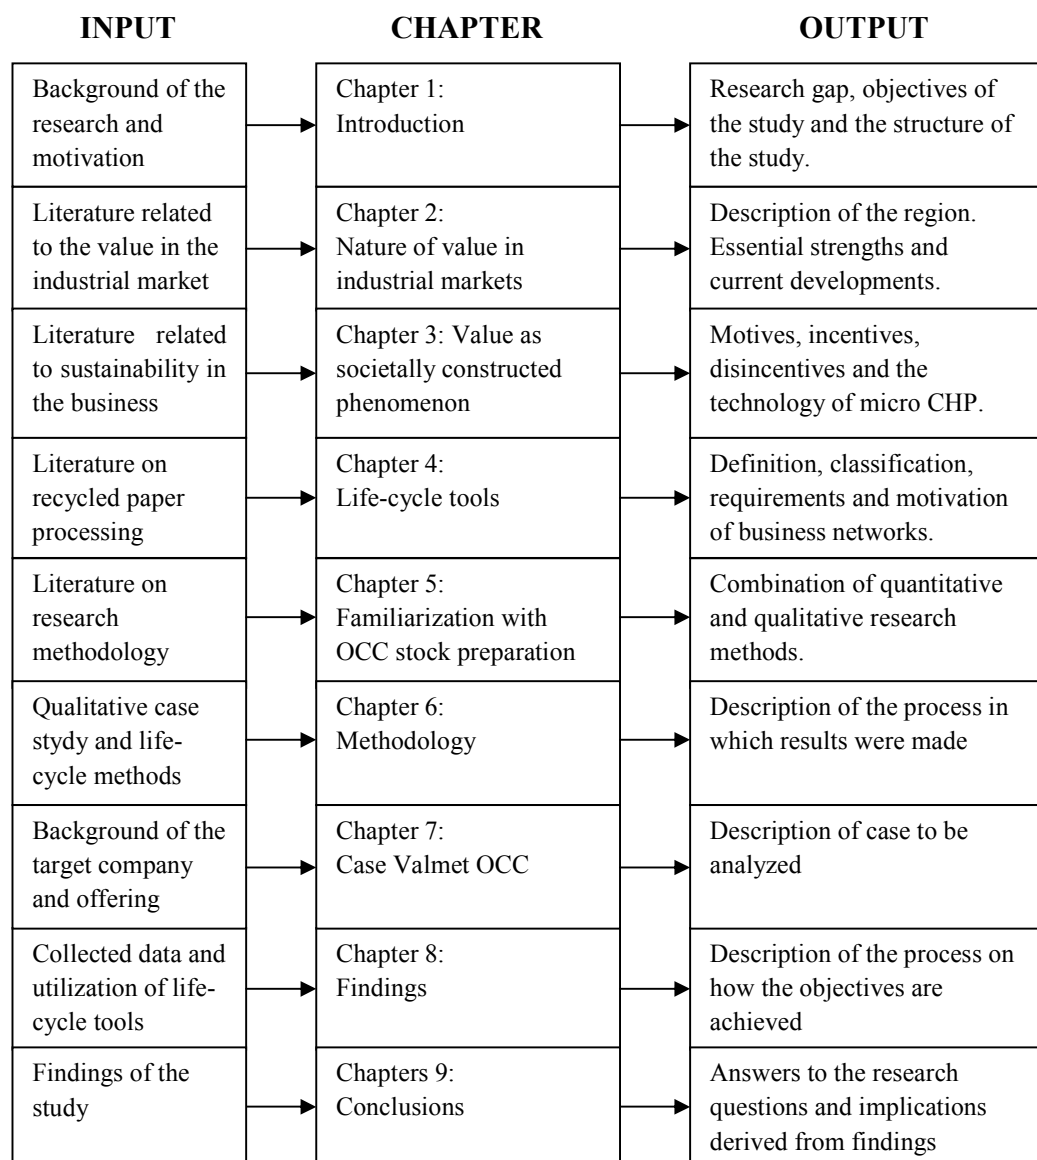 INPUT
CHAPTER
OUTPUT
Background of the
research and
motivation
Chapter 1:
Introduction
Research gap, objectives of
the study and the structure of
the study.
Literature related
to the value in the
industrial market
Chapter 2:
Nature of value in
industrial markets
Description of the region.
Essential strengths and
current developments.
Literature related
to sustainability in
the business
Chapter 3: Value as
societally constructed
phenomenon
Motives, incentives,
disincentives and the
technology of micro CHP.
Literature on
recycled paper
processing
Chapter 4:
Life-cycle tools
Definition, classification,
requirements and motivation
of business networks.
Literature on
research
methodology
Chapter 5:
Familiarization with
OCC stock preparation
Combination of quantitative
and qualitative research
methods.
Qualitative case
stydy and life-
cycle methods
Chapter 6:
Methodology
Description of the process in
which results were made
Background of the
target company
and offering
Chapter 7:
Case Valmet OCC
Description of case to be
analyzed
Collected data and
utilization of life-
cycle tools
Chapter 8:
Findings
Description of the process on
how the objectives are
achieved
Findings of the
study
Chapters 9:
Conclusions
Answers to the research
questions and implications
derived from findings